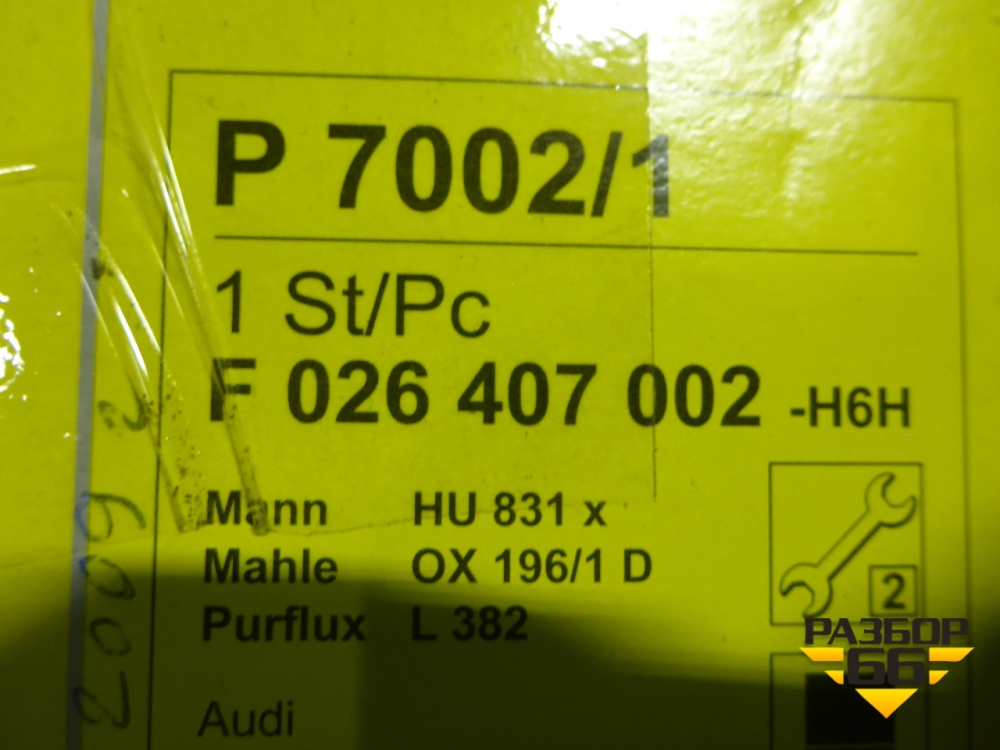 P 7002/1
1 St/Pc
F 026 407 002 -H6H
Mann HU 831 x
Mahle OX 196/1 D
Purflux L 382
2
Audi
РАЗБОР
66